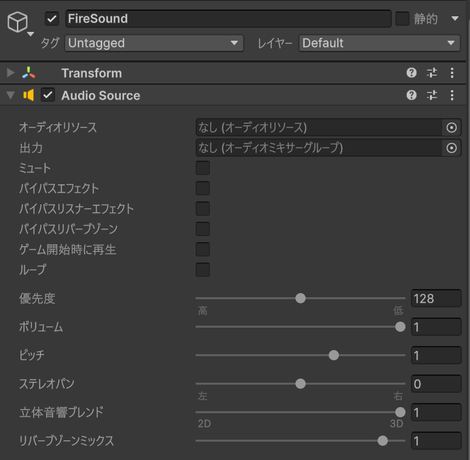 FireSound 静的
タグ Untagged レイヤー Default
Transform
Audio Source
オーディオリソース なし (オーディオリソース)
出力 なし (オーディオミキサーグループ)
ミュート
バイパスエフェクト
バイパスリスナーエフェクト
バイパスリバーブゾーン
ゲーム開始時に再生
ループ
優先度 128
高 低
ボリューム 1
ピッチ 1
ステレオパン 0
左 右
立体音響ブレンド 1
2D 3D
リバーブゾーンミックス 1